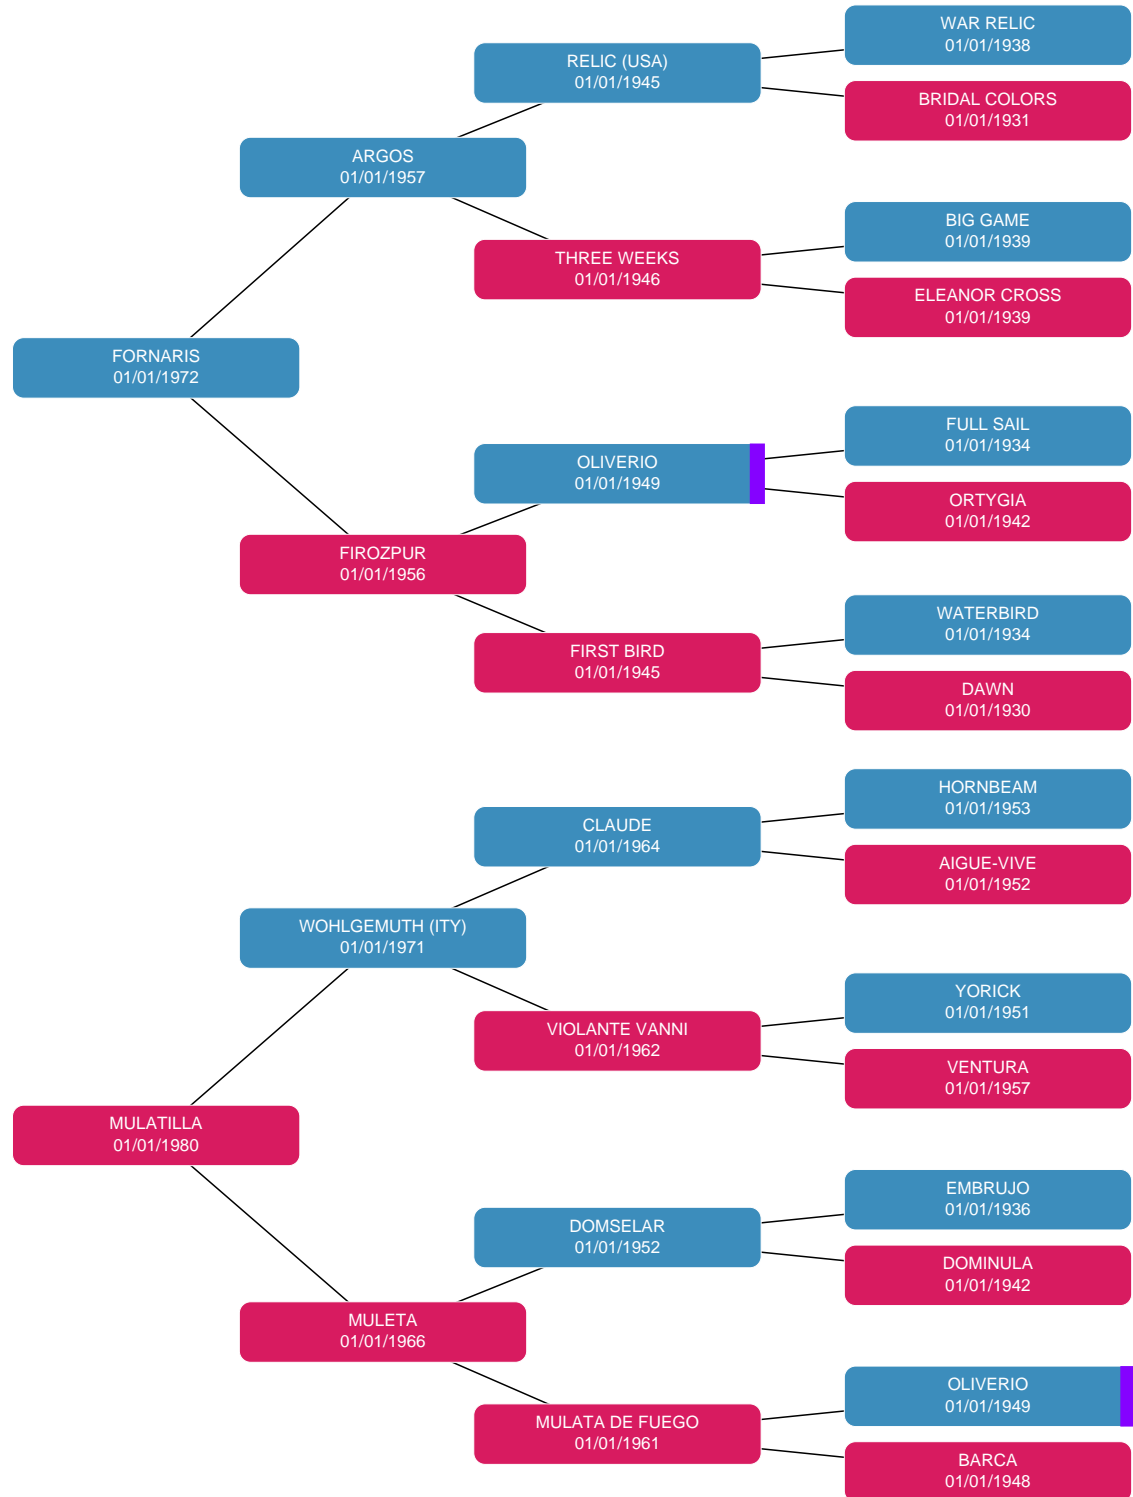 WAR RELIC
01/01/1938
RELIC (USA)
01/01/1945
BRIDAL COLORS
01/01/1931
ARGOS
01/01/1957
BIG GAME
01/01/1939
THREE WEEKS
01/01/1946
ELEANOR CROSS
01/01/1939
FORNARIS
01/01/1972
FULL SAIL
01/01/1934
OLIVERIO
01/01/1949
ORTYGIA
01/01/1942
FIROZPUR
01/01/1956
WATERBIRD
01/01/1934
FIRST BIRD
01/01/1945
DAWN
01/01/1930
HORNBEAM
01/01/1953
CLAUDE
01/01/1964
AIGUE-VIVE
01/01/1952
WOHLGEMUTH (ITY)
01/01/1971
YORICK
01/01/1951
VIOLANTE VANNI
01/01/1962
VENTURA
01/01/1957
MULATILLA
01/01/1980
EMBRUJO
01/01/1936
DOMSELAR
01/01/1952
DOMINULA
01/01/1942
MULETA
01/01/1966
OLIVERIO
01/01/1949
MULATA DE FUEGO
01/01/1961
BARCA
01/01/1948